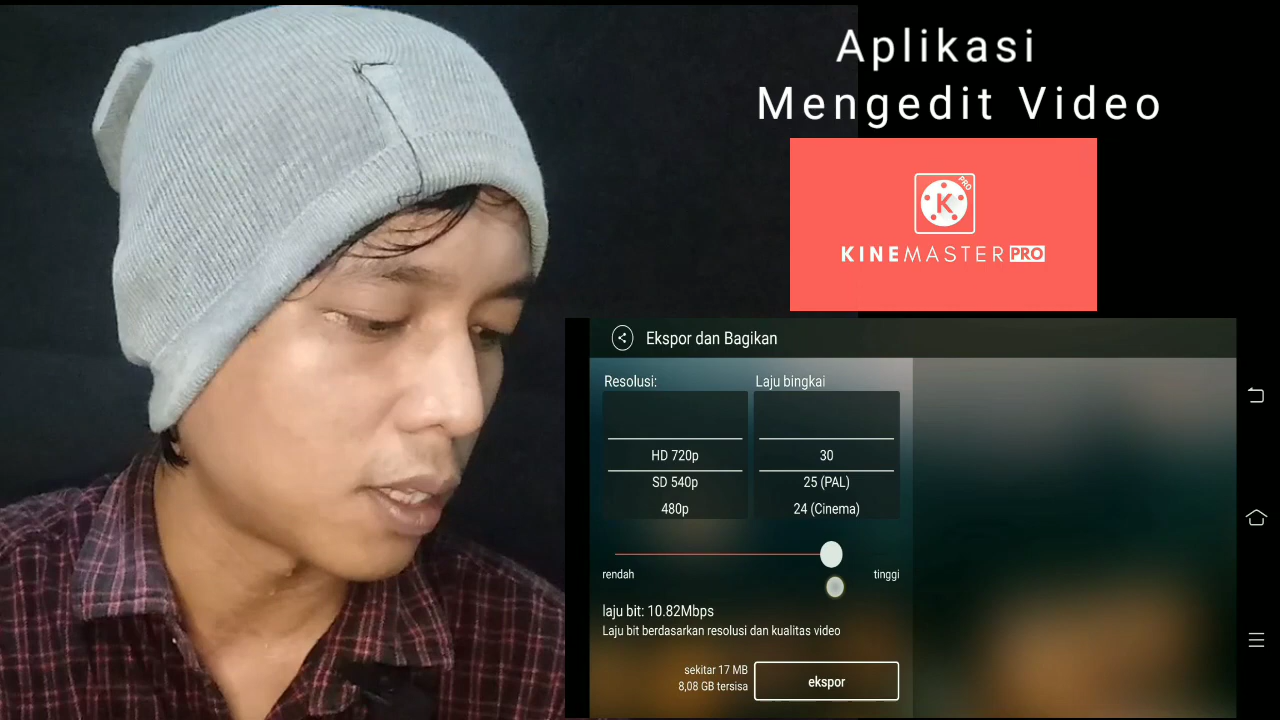 Aplikasi
Mengedit Video
K
PRO
KINEMASTER PRO
Ekspor dan Bagikan
Resolusi:
Laju bingkai
HD 720p
30
SD 540p
25 (PAL)
480p
24 (Cinema)
rendah
tinggi
laju bit: 10.82Mbps
Laju bit berdasarkan resolusi dan kualitas video
sekitar 17 MB
8,08 GB tersisa
ekspor